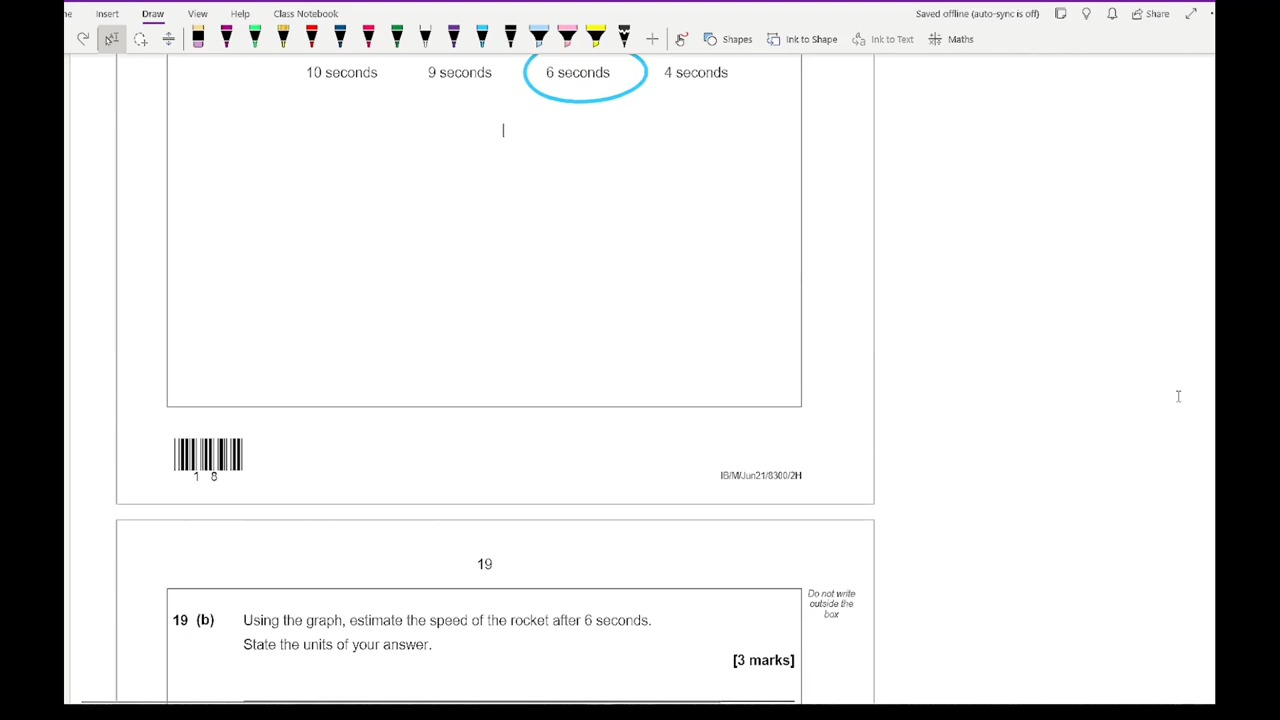 Insert Draw View Help Class Notebook Saved offline (auto-sync is off) Share
Shapes Ink to Shape Ink to Text Maths
10 seconds 9 seconds 6 seconds 4 seconds
1 8
IB/M/Jun21/8300/2H
19
Do not write
outside the
box
19 (b) Using the graph, estimate the speed of the rocket after 6 seconds.
State the units of your answer.
[3 marks]